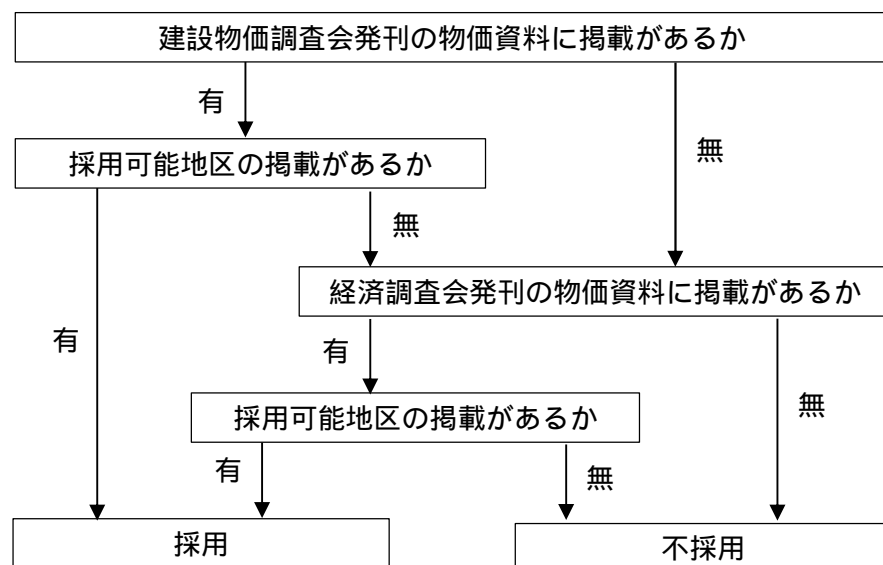 建設物価調査会発刊の物価資料に掲載があるか
有
無
採用可能地区の掲載があるか
無
経済調査会発刊の物価資料に掲載があるか
有
有
無
採用可能地区の掲載があるか
有
無
採用
不採用